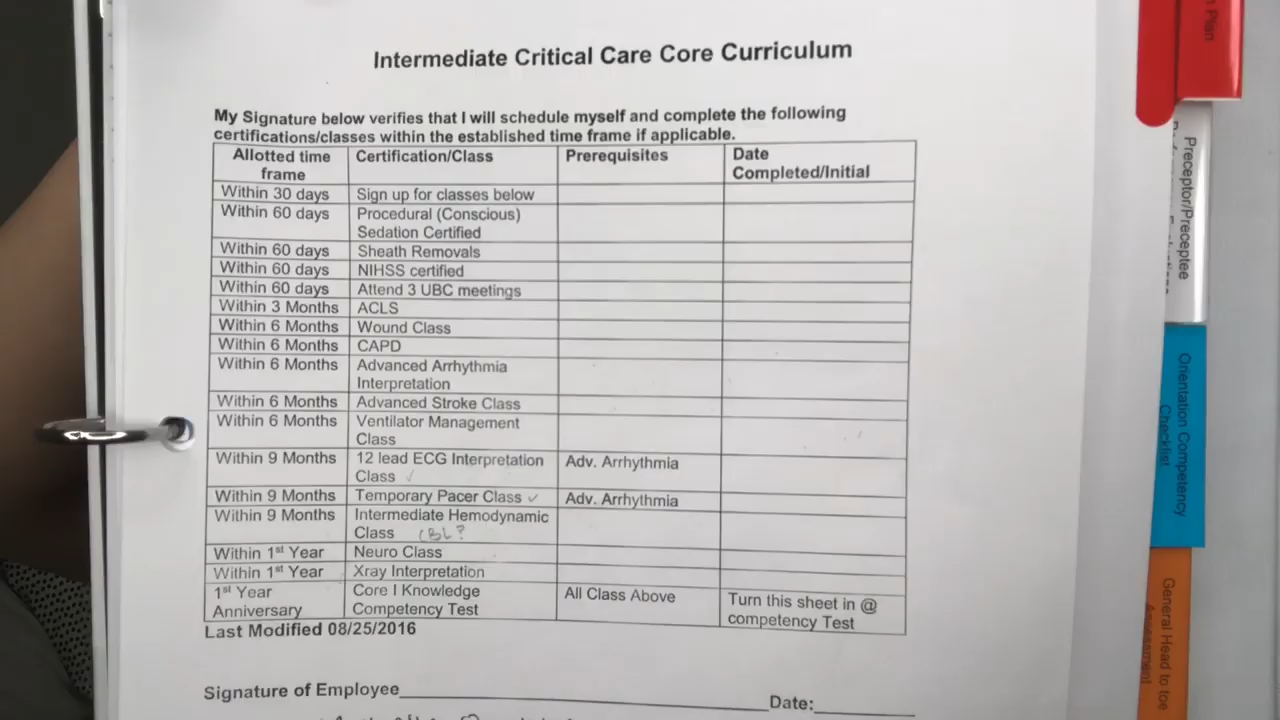 Intermediate Critical Care Core Curriculum
My Signature below verifies that I will schedule myself and complete the following
certifications/classes within the established time frame if applicable.
Allotted time frame Certification/Class Prerequisites Date Completed/Initial
Within 30 days Sign up for classes below
Within 60 days Procedural (Conscious) Sedation Certified
Within 60 days Sheath Removals
Within 60 days NIHSS certified
Within 60 days Attend 3 UBC meetings
Within 3 Months ACLS
Within 6 Months Wound Class
Within 6 Months CAPD
Within 6 Months Advanced Arrhythmia Interpretation
Within 6 Months Advanced Stroke Class
Within 6 Months Ventilator Management Class
Within 9 Months 12 lead ECG Interpretation Class ✓ Adv. Arrhythmia
Within 9 Months Temporary Pacer Class ✓ Adv. Arrhythmia
Within 9 Months Intermediate Hemodynamic Class CBL?
Within 1st Year Neuro Class
Within 1st Year Xray Interpretation
1st Year Anniversary Core I Knowledge Competency Test All Class Above Turn this sheet in @ competency Test
Last Modified 08/25/2016
Signature of Employee Date:
Plan
Preceptor/Preceptee
Orientation Competency
Checklist
General Head to toe
Assessment